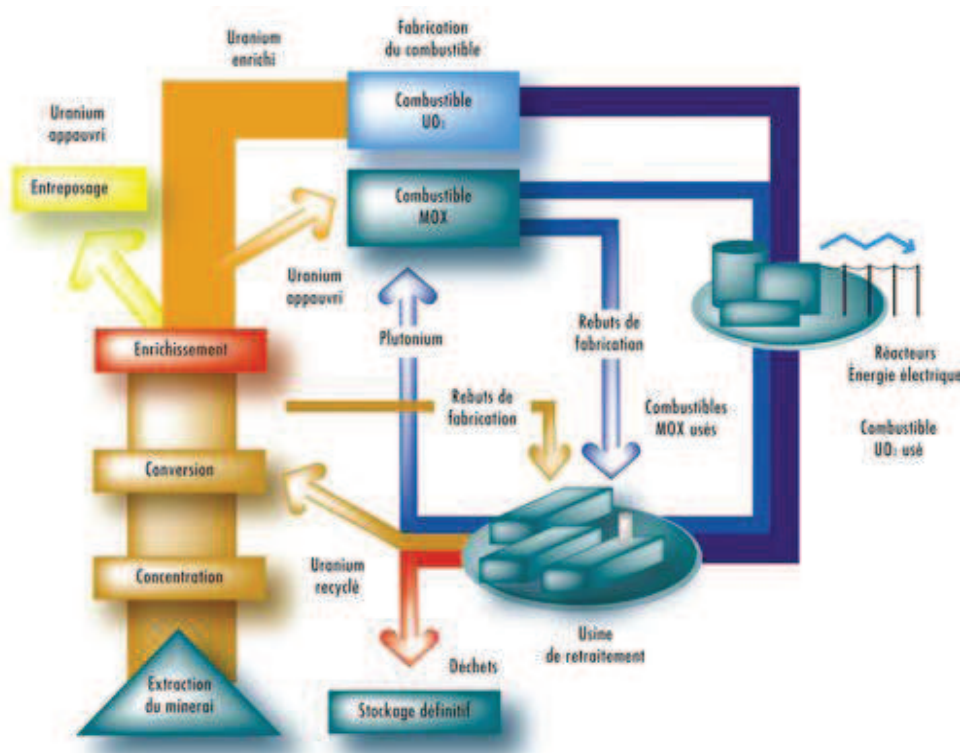 Uranium
enrichi
Fabrication
du combustible
Combustible
UO₂
Uranium
appauvri
Entreposage
Combustible
MOX
Uranium
appauvri
Enrichissement
Plutonium
Rebuts de
fabrication
Réacteurs
Énergie électrique
Rebuts de
fabrication
Combustibles
MOX usés
Combustible
UO₂ usé
Conversion
Concentration
Uranium
recyclé
Usine
de retraitement
Extraction
du minerai
Déchets
Stockage définitif